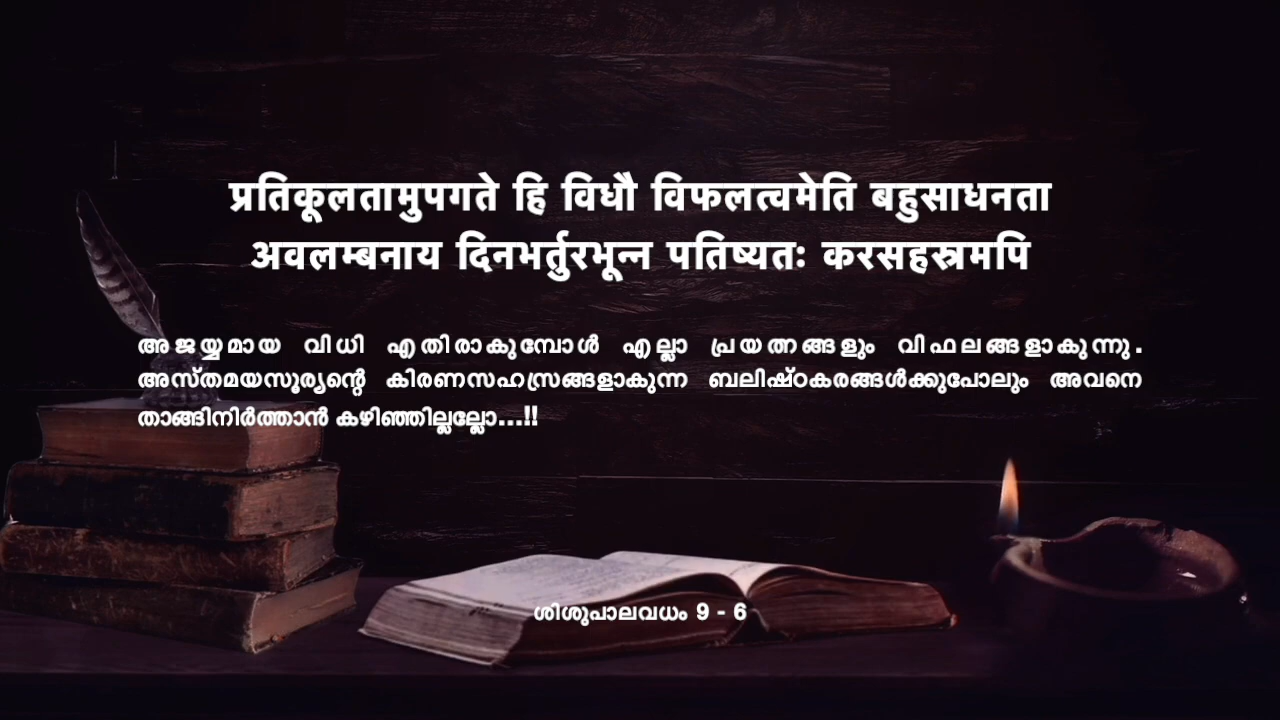 प्रतिकूलतामुपगते हि विधौ विफलत्वमेति बहुसाधनता
अवलम्बनाय दिनभर्तुरभून्न पतिष्यतः करसहस्रमपि
അജയ്യമായ വിധി എതിരാകുമ്പോൾ എല്ലാ പ്രയത്നങ്ങളും വിഫലങ്ങളാകുന്നു.
അസ്തമയസൂര്യന്റെ കിരണസഹസ്രങ്ങളാകുന്ന ബലിഷ്ഠകരങ്ങൾക്കുപോലും അവനെ
താങ്ങിനിർത്താൻ കഴിഞ്ഞില്ലല്ലോ...!!
ശിശുപാലവധം 9 - 6